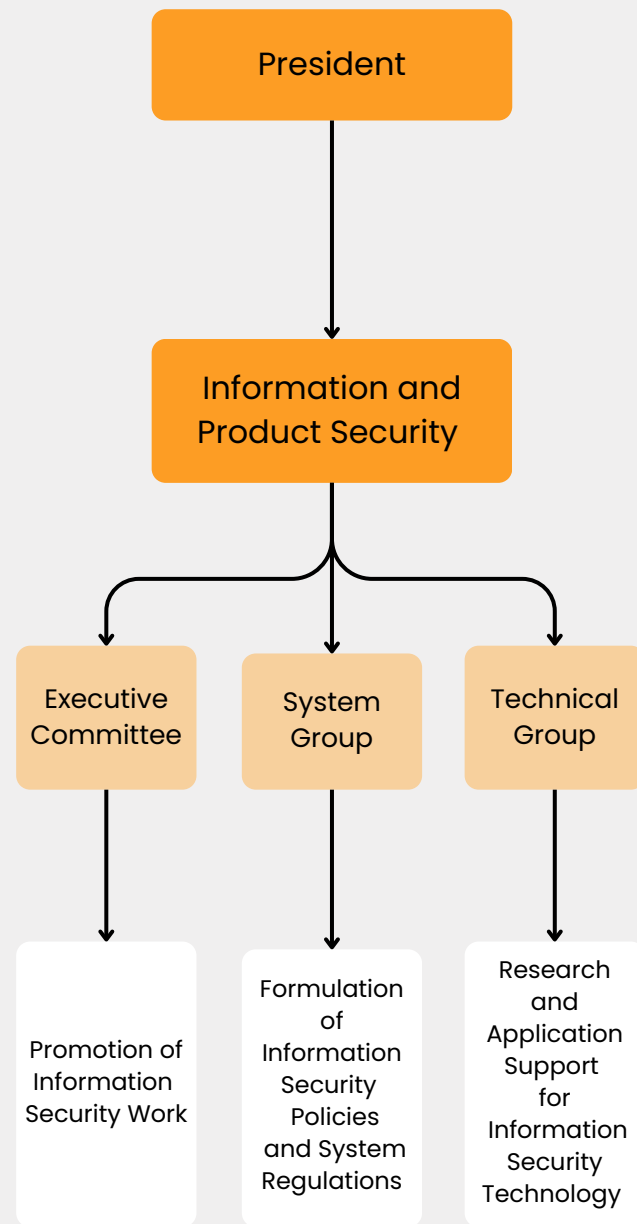 President
Information and
Product Security
Executive
Committee
System
Group
Technical
Group
Promotion of
Information
Security Work
Formulation
of
Information
Security
Policies
and System
Regulations
Research
and
Application
Support
for
Information
Security
Technology